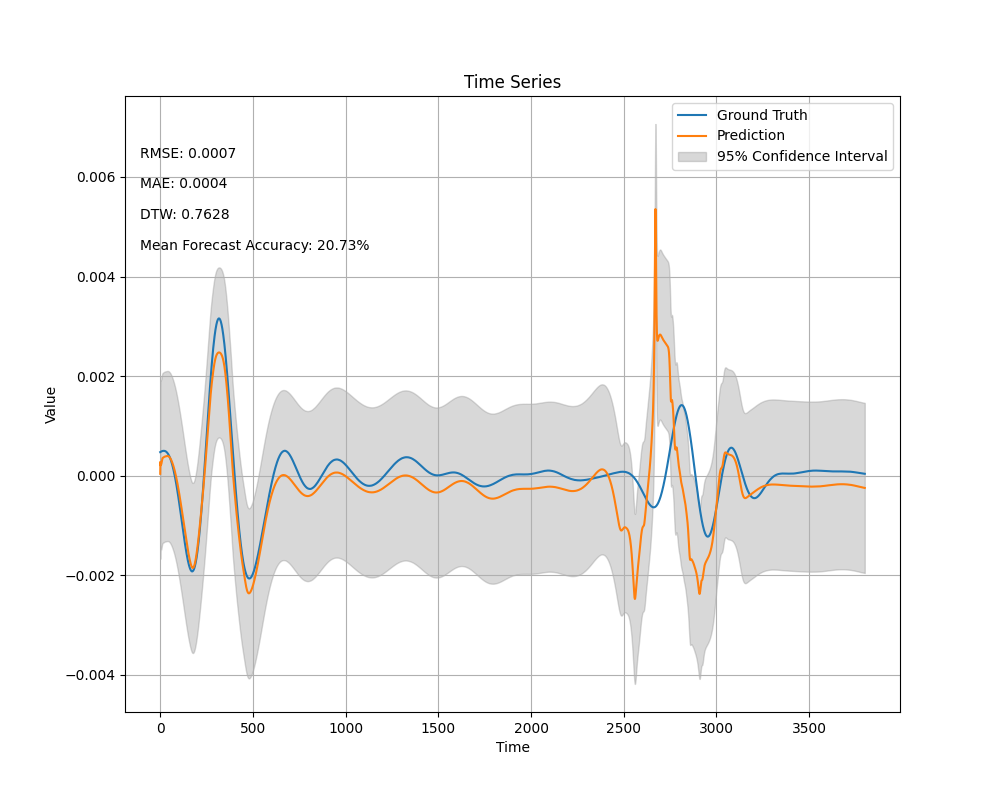 Time Series
Ground Truth
Prediction
95% Confidence Interval
RMSE: 0.0007
MAE: 0.0004
DTW: 0.7628
Mean Forecast Accuracy: 20.73%
0.006
0.004
0.002
0.000
−0.002
−0.004
Value
0 500 1000 1500 2000 2500 3000 3500
Time